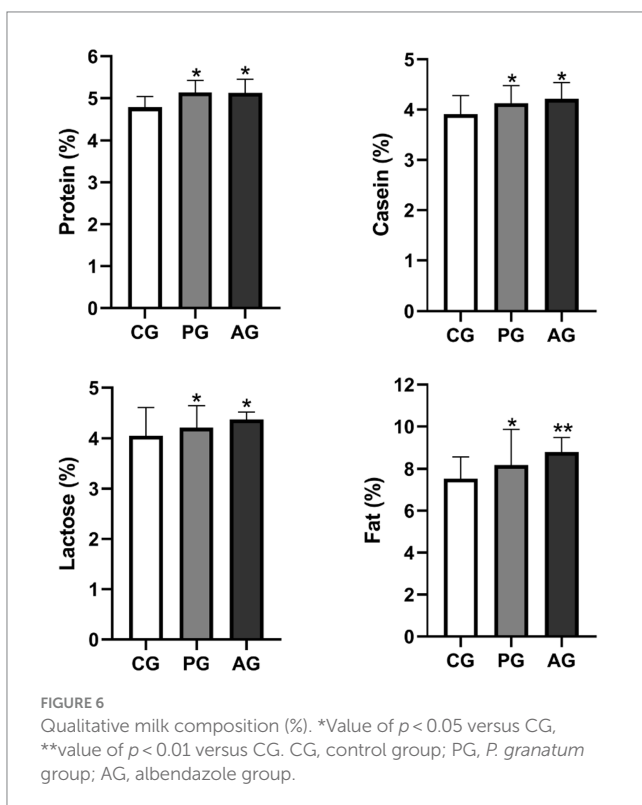 Protein (%)
6
5
4
3
2
1
0
* *
CG PG AG
Casein (%)
5
4
3
2
1
0
* *
CG PG AG
Lactose (%)
5
4
3
2
1
0
* *
CG PG AG
Fat (%)
12
10
8
6
4
2
0
* **
CG PG AG
FIGURE 6
Qualitative milk composition (%). *Value of p < 0.05 versus CG,
**value of p < 0.01 versus CG. CG, control group; PG, P. granatum
group; AG, albendazole group.